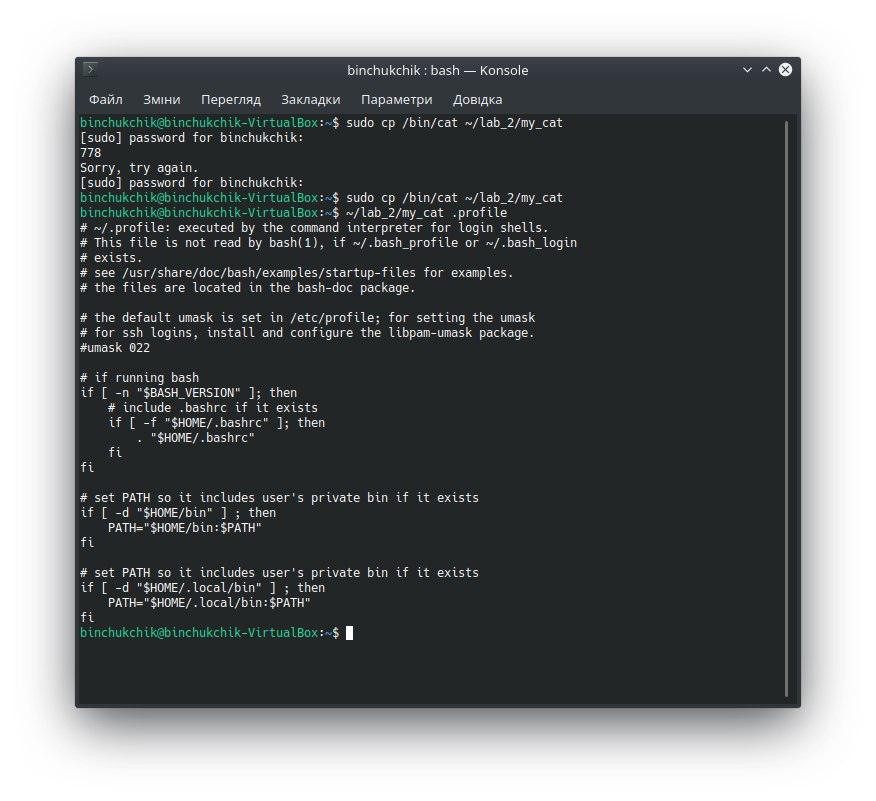 binchukchik : bash — Konsole
Файл Зміни Перегляд Закладки Параметри Довідка
binchukchik@binchukchik-VirtualBox:~$ sudo cp /bin/cat ~/lab_2/my_cat
[sudo] password for binchukchik:
778
Sorry, try again.
[sudo] password for binchukchik:
binchukchik@binchukchik-VirtualBox:~$ sudo cp /bin/cat ~/lab_2/my_cat
binchukchik@binchukchik-VirtualBox:~$ ~/lab_2/my_cat .profile
# ~/.profile: executed by the command interpreter for login shells.
# This file is not read by bash(1), if ~/.bash_profile or ~/.bash_login
# exists.
# see /usr/share/doc/bash/examples/startup-files for examples.
# the files are located in the bash-doc package.

# the default umask is set in /etc/profile; for setting the umask
# for ssh logins, install and configure the libpam-umask package.
#umask 022

# if running bash
if [ -n "$BASH_VERSION" ]; then
    # include .bashrc if it exists
    if [ -f "$HOME/.bashrc" ]; then
        . "$HOME/.bashrc"
    fi
fi

# set PATH so it includes user's private bin if it exists
if [ -d "$HOME/bin" ] ; then
    PATH="$HOME/bin:$PATH"
fi

# set PATH so it includes user's private bin if it exists
if [ -d "$HOME/.local/bin" ] ; then
    PATH="$HOME/.local/bin:$PATH"
fi
binchukchik@binchukchik-VirtualBox:~$